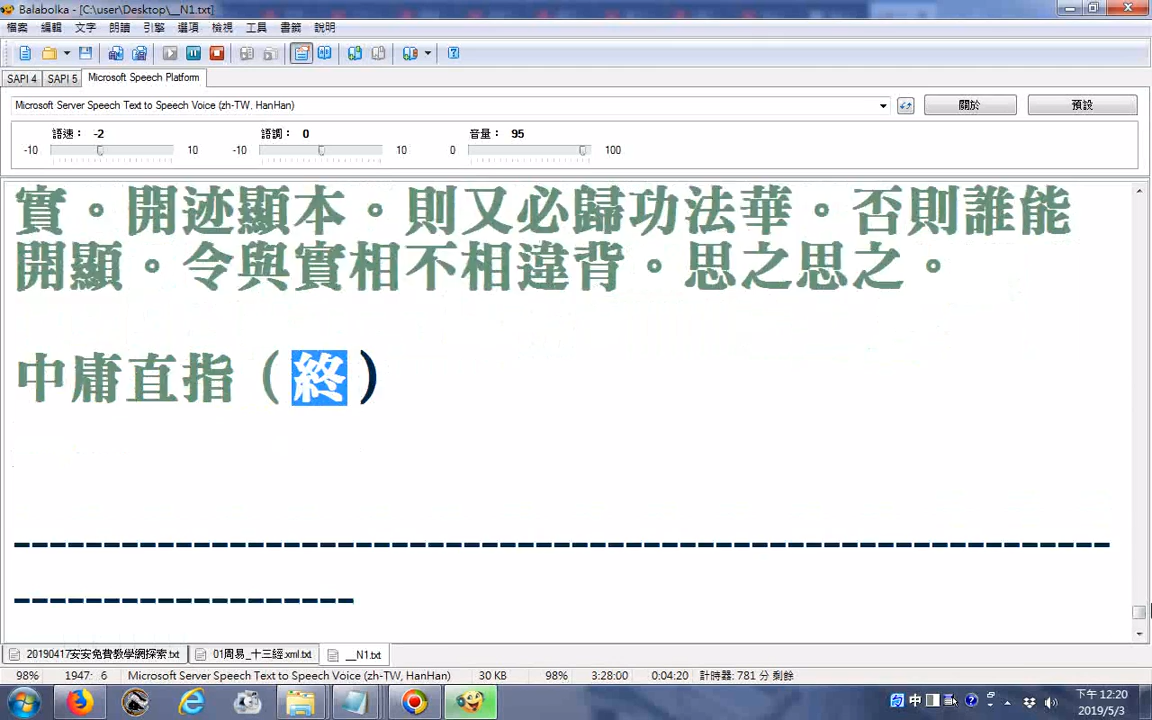 Balabolka - [C:\user\Desktop\__N1.txt]
檔案 編輯 文字 朗讀 引擎 選項 檢視 工具 書籤 說明
SAPI 4 SAPI 5 Microsoft Speech Platform
Microsoft Server Speech Text to Speech Voice (zh-TW, HanHan) 關於 預設
語速： -2 語調： 0 音量： 95
-10 10 -10 10 0 100
實。開迹顯本。則又必歸功法華。否則誰能
開顯。令與實相不相違背。思之思之。
中庸直指（終）
-------------------------------------------------------------
-------------------
20190417安安免費教學網探索.txt 01周易_十三經.xml.txt __N1.txt
98% 1947: 6 Microsoft Server Speech Text to Speech Voice (zh-TW, HanHan) 30 KB 98% 3:28:00 0:04:20 計時器: 781 分 剩餘
中 下午 12:20
2019/5/3